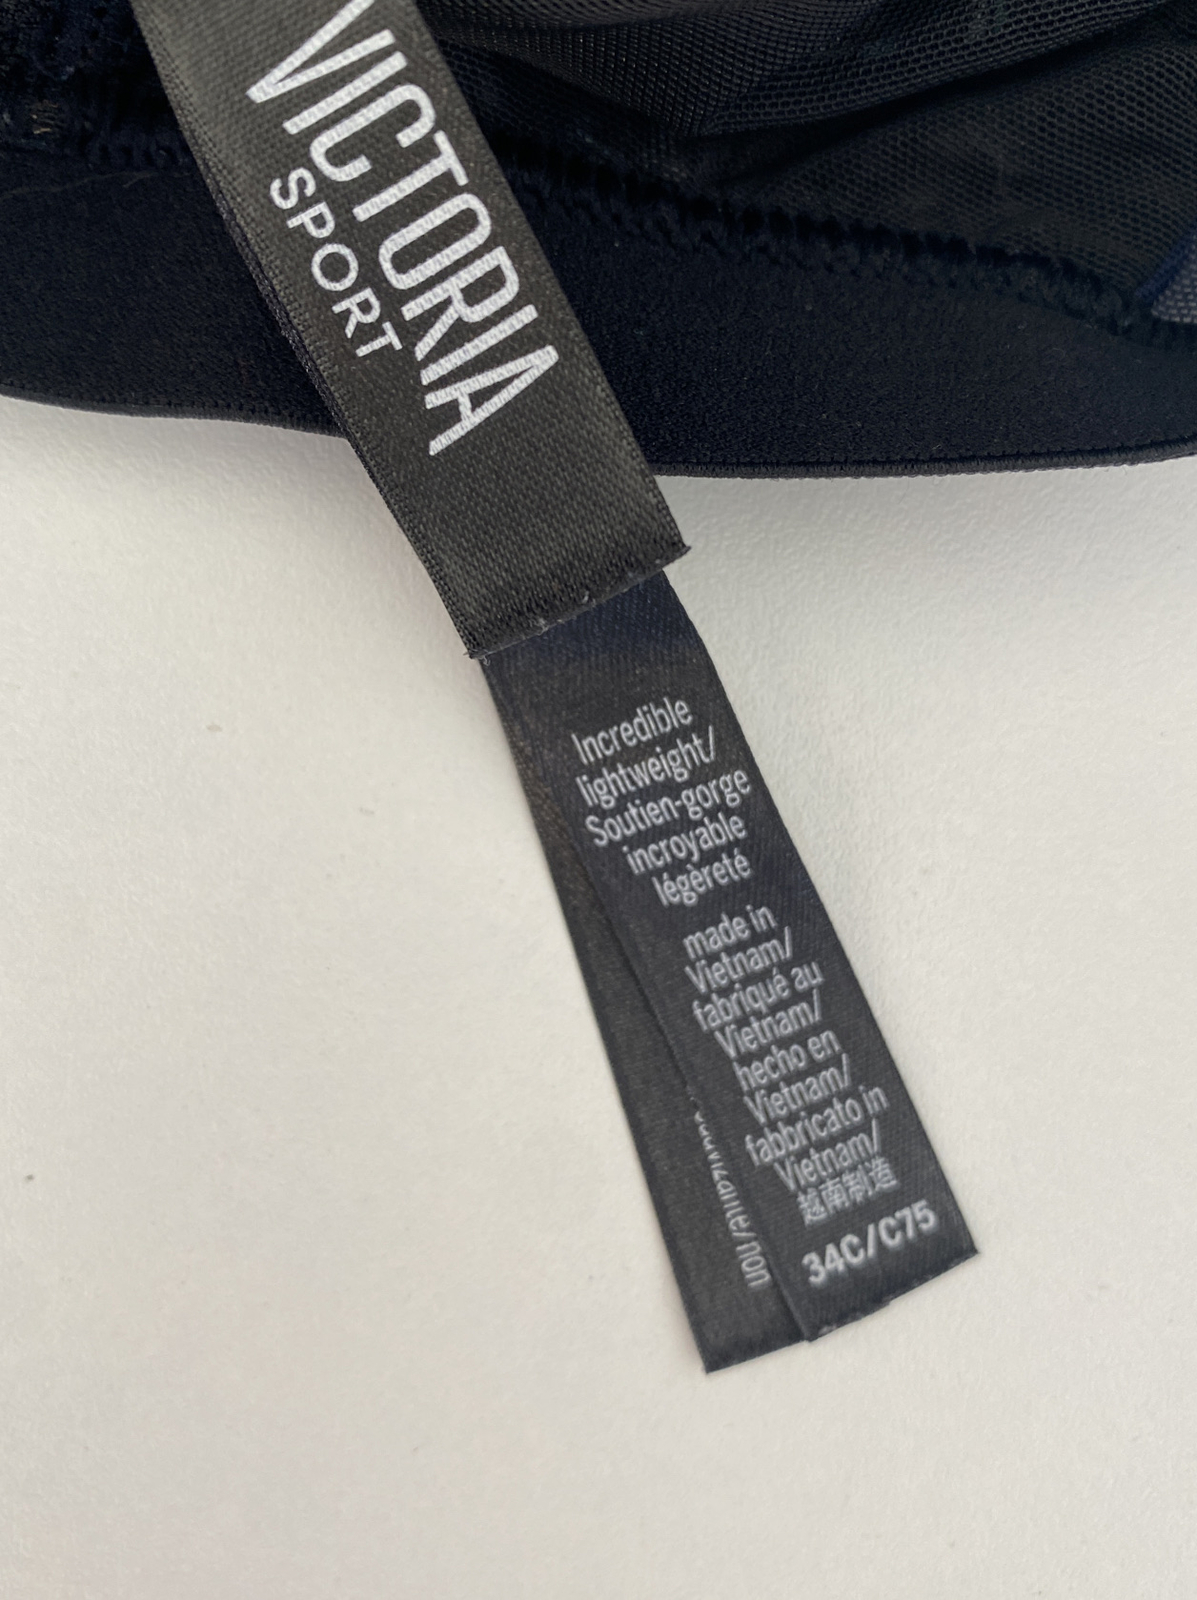 VICTORIA
SPORT
Incredible
lightweight/
Soutien-gorge
incroyable
légèreté
made in
Vietnam/
fabriqué au
Vietnam/
hecho en
Vietnam/
fabbricato in
Vietnam/
越南制造
34C/C75
non